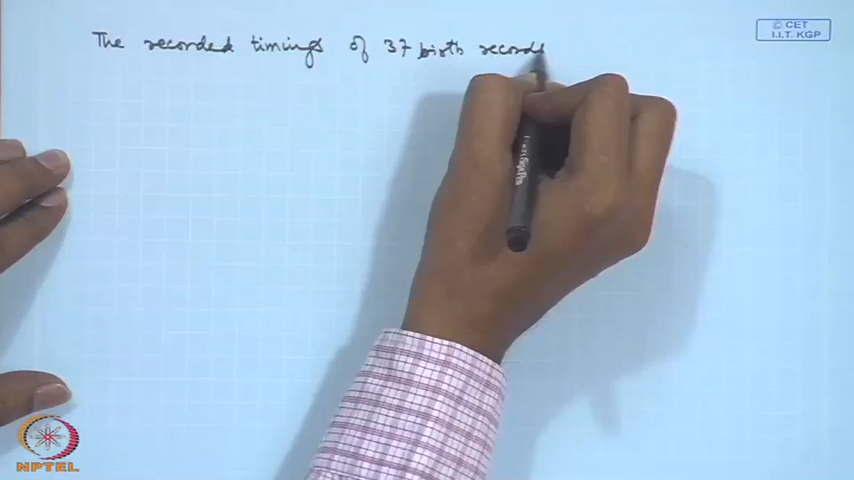 © CET
I.I.T. KGP
The recorded timings of 37 birth records
NPTEL